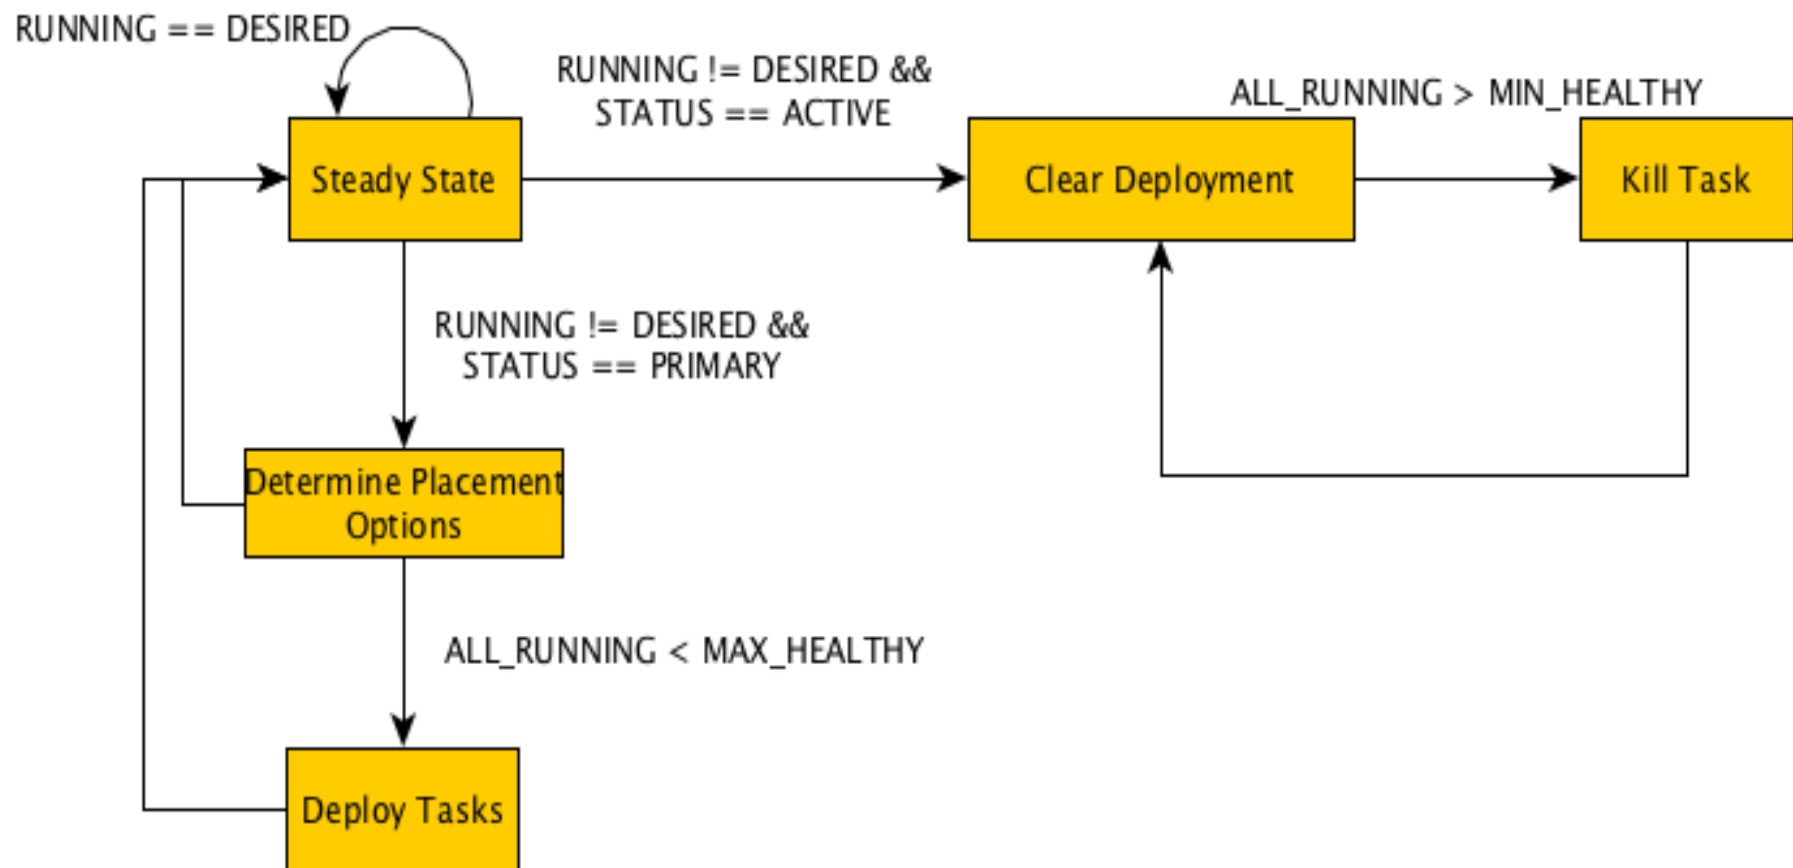 RUNNING == DESIRED
RUNNING != DESIRED &&
STATUS == ACTIVE
ALL_RUNNING > MIN_HEALTHY
Steady State
Clear Deployment
Kill Task
RUNNING != DESIRED &&
STATUS == PRIMARY
Determine Placement
Options
ALL_RUNNING < MAX_HEALTHY
Deploy Tasks